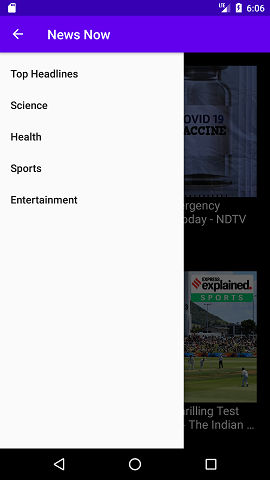 LTE 6:06
News Now
Top Headlines
Science
Health
Sports
Entertainment
OVID 19
ACCINE
ergency
oday - NDTV
EXPRESS
explained.
SPORTS
rilling Test
- The Indian ...